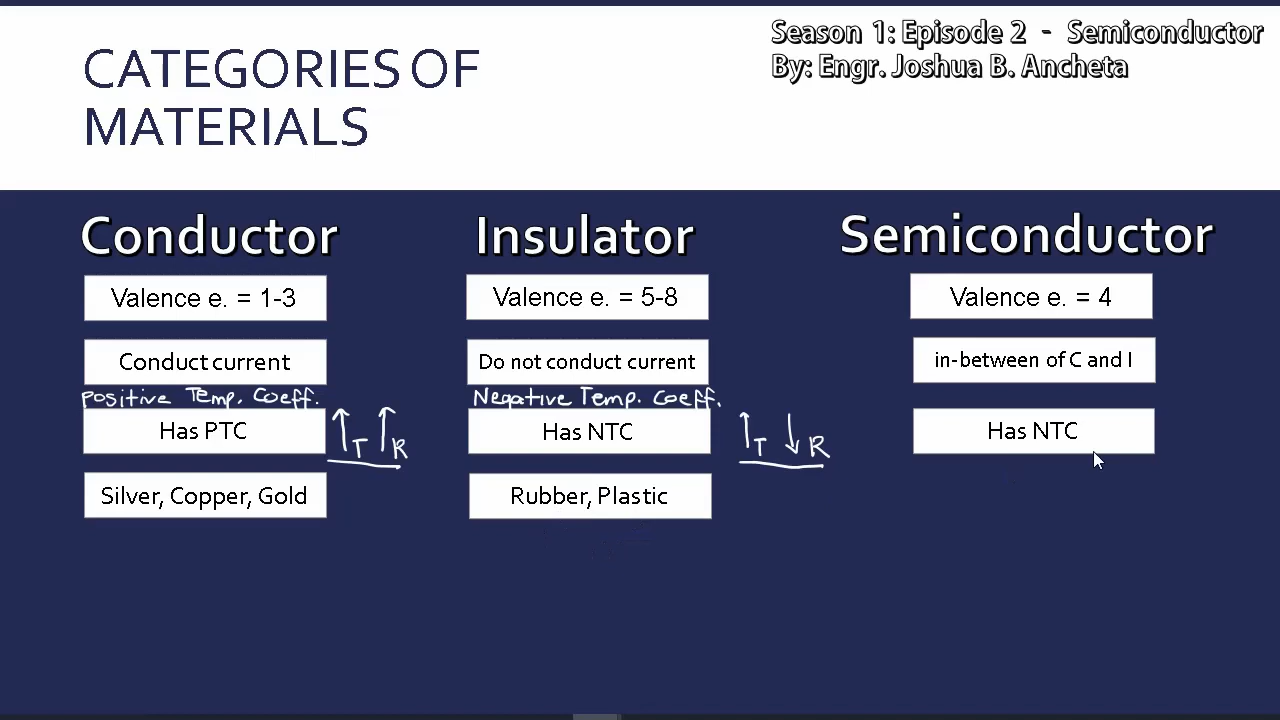 CATEGORIES OF
MATERIALS
Season 1: Episode 2 - Semiconductor
By: Engr. Joshua B. Ancheta
Conductor
Valence e. = 1-3
Conduct current
Positive Temp. Coeff.
Has PTC
↑T ↑R
Silver, Copper, Gold
Insulator
Valence e. = 5-8
Do not conduct current
Negative Temp. Coeff.
Has NTC
↑T ↓R
Rubber, Plastic
Semiconductor
Valence e. = 4
in-between of C and I
Has NTC